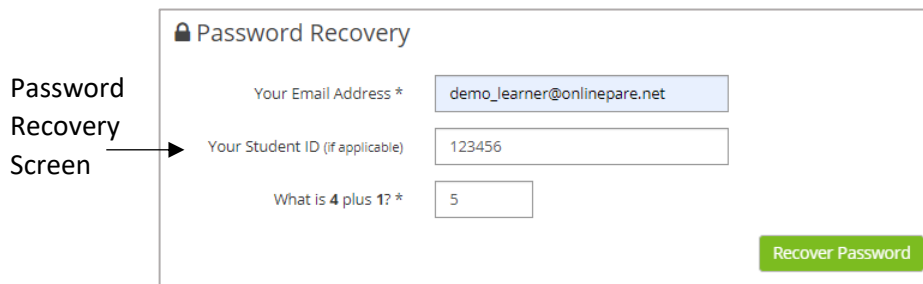 Password Recovery
Password
Recovery
Screen
Your Email Address *
demo_learner@onlinepare.net
Your Student ID (if applicable)
123456
What is 4 plus 1? *
5
Recover Password